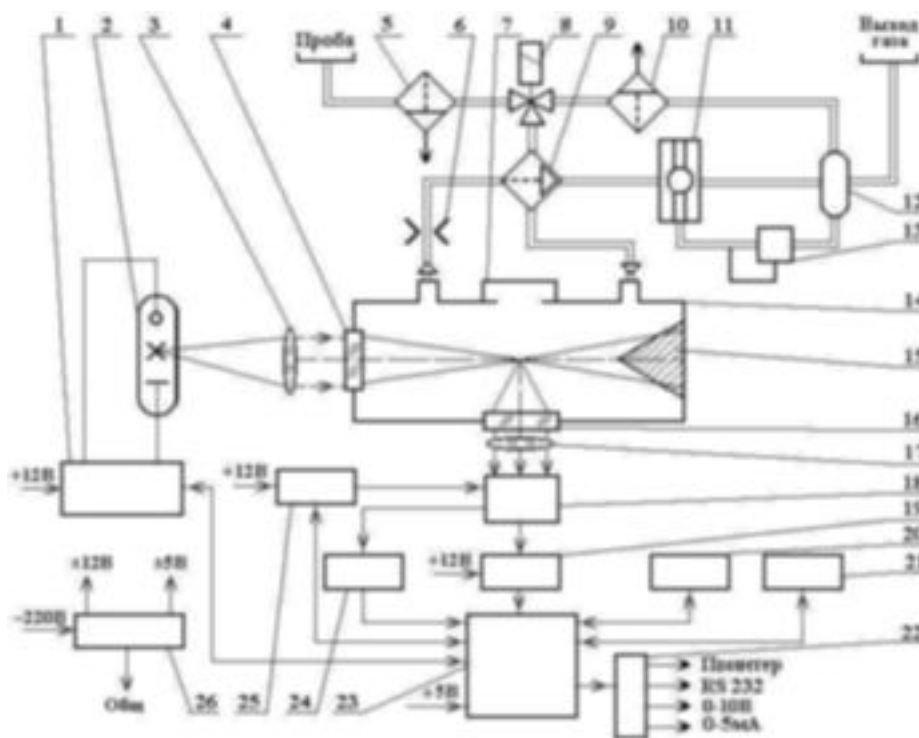 1 2 3 4 5 6 7 8 9 10 11
Проба
Выход
газа
12
13
14
15
16
17
+12В +12В
18
19
20
±12В ±5В +12В
21
~220В
22
Принтер
RS 232
Общ 26 25 24 23 +5В
0-10В
0-5мА